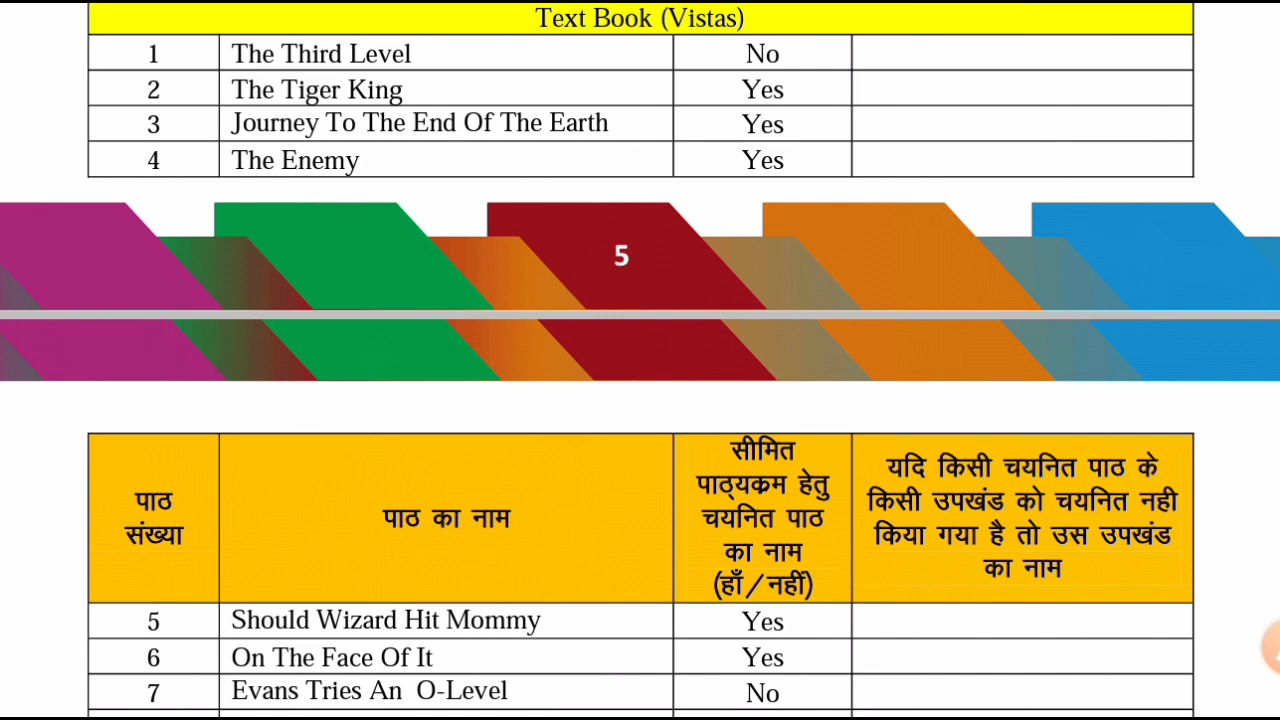 Text Book (Vistas)
1 The Third Level No
2 The Tiger King Yes
3 Journey To The End Of The Earth Yes
4 The Enemy Yes
5
पाठ संख्या पाठ का नाम सीमित पाठ्यक्रम हेतु चयनित पाठ का नाम (हाँ/नहीं) यदि किसी चयनित पाठ के किसी उपखंड को चयनित नही किया गया है तो उस उपखंड का नाम
5 Should Wizard Hit Mommy Yes
6 On The Face Of It Yes
7 Evans Tries An O-Level No